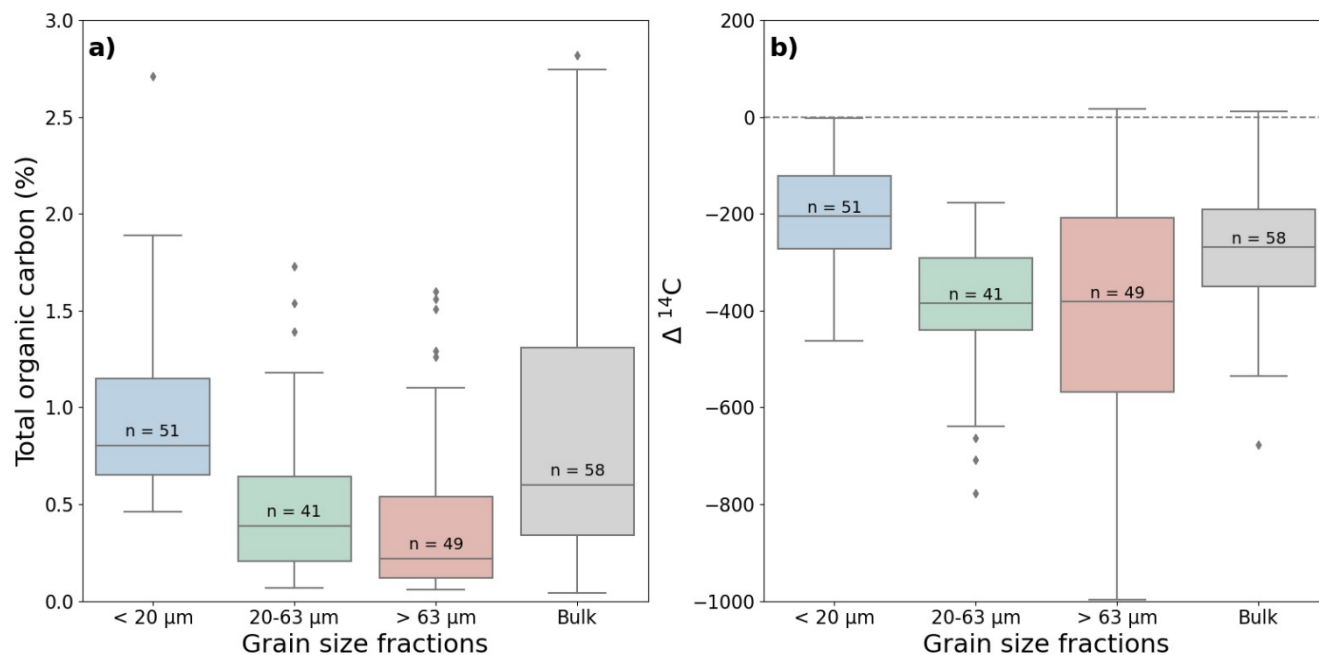 a)
Total organic carbon (%)
3.0
2.5
2.0
1.5
1.0
0.5
0.0
n = 51
n = 41
n = 49
n = 58
< 20 μm
20-63 μm
> 63 μm
Bulk
Grain size fractions
b)
Δ ¹⁴C
200
0
−200
−400
−600
−800
−1000
n = 51
n = 41
n = 49
n = 58
< 20 μm
20-63 μm
> 63 μm
Bulk
Grain size fractions